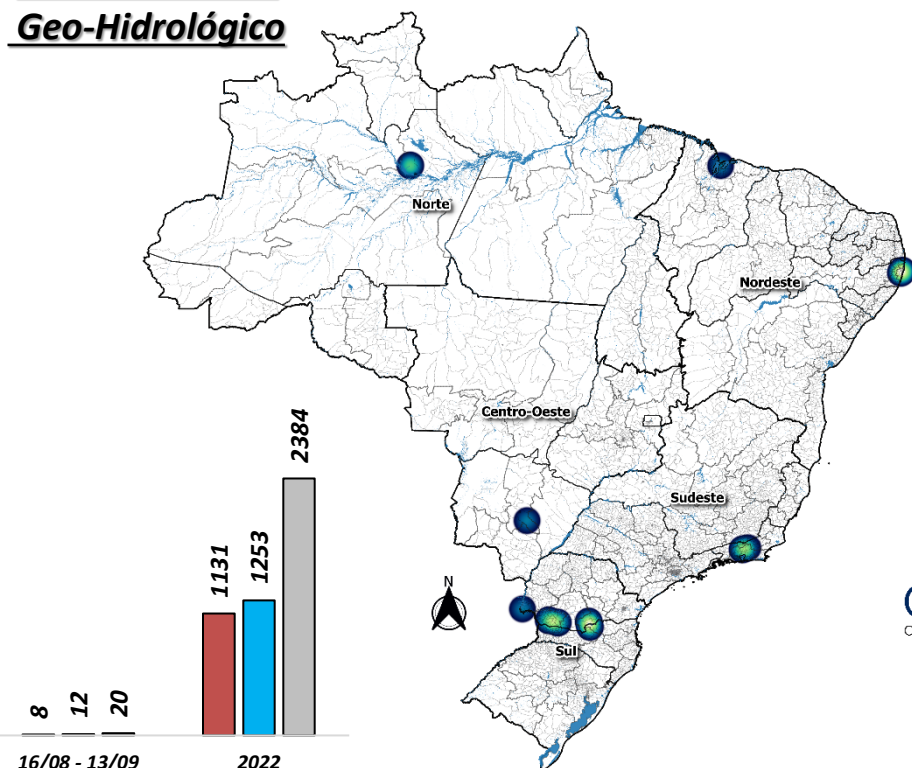 Geo-Hidrológico
Norte
Nordeste
Centro-Oeste
Sudeste
N
Sul
8
12
20
1131
1253
2384
16/08 - 13/09
2022